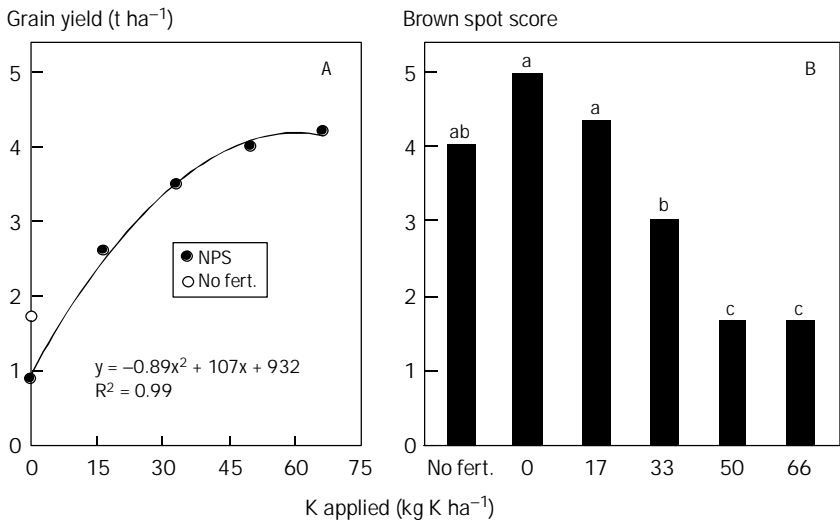 Grain yield (t ha⁻¹)
A
5
4
3
2
1
0
NPS
No fert.
y = –0.89x² + 107x + 932
R² = 0.99
0 15 30 45 60 75
Brown spot score
B
5
4
3
2
1
0
ab
a
a
b
c
c
No fert. 0 17 33 50 66
K applied (kg K ha⁻¹)